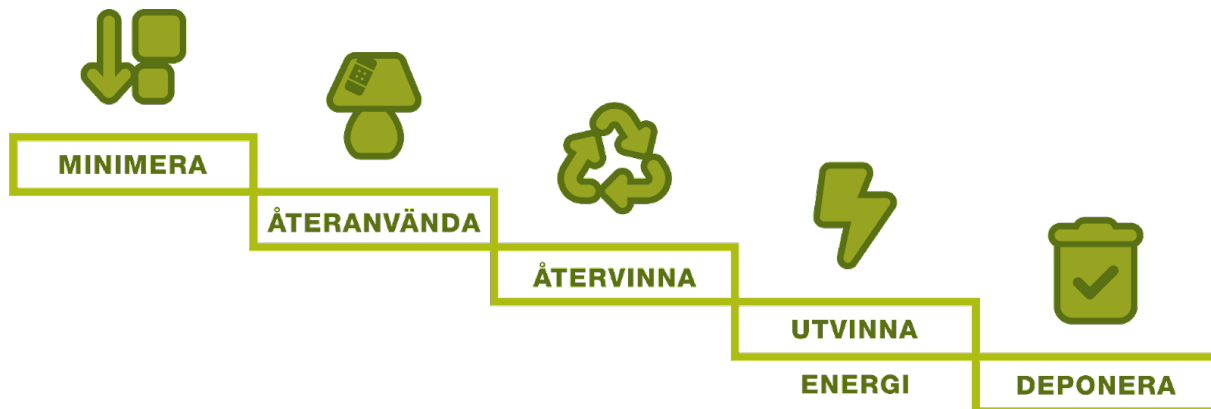 MINIMERA
ÅTERANVÄNDA
ÅTERVINNA
UTVINNA
ENERGI
DEPONERA